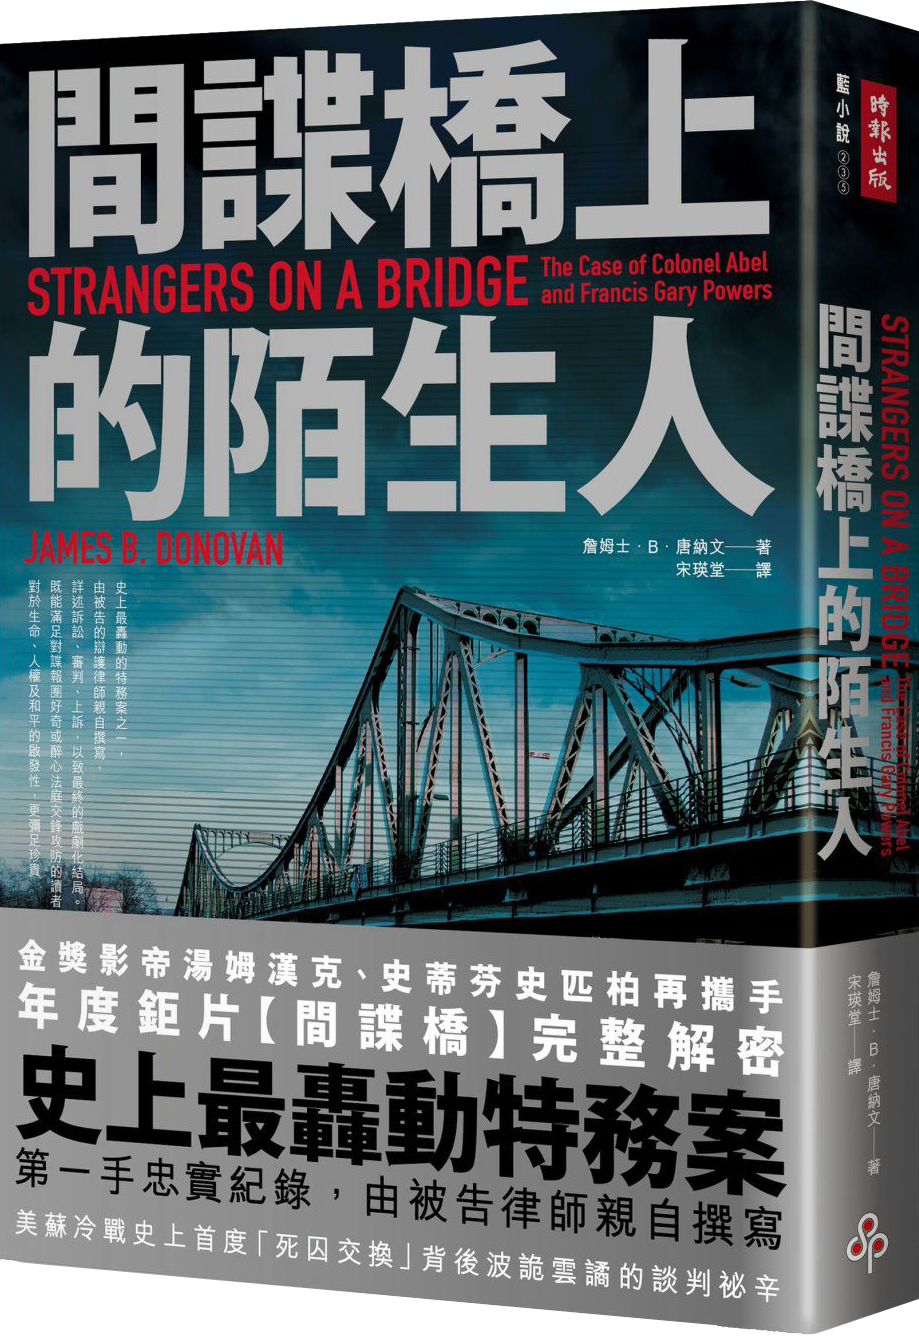 間諜橋上
STRANGERS ON A BRIDGE
The Case of Colonel Abel
and Francis Gary Powers
的陌生人
JAMES B. DONOVAN
詹姆士．B．唐納文——著
宋瑛堂——譯
史上最轟動的特務案之一，
由被告的辯護律師親自撰寫，
詳述訴訟、審判、上訴，以致最終的戲劇化結局。
既能滿足對諜報圈好奇或醉心法庭交鋒攻防的讀者，
對於生命、人權及和平的啟發性，更彌足珍貴
金獎影帝湯姆漢克、史蒂芬史匹柏再攜手
年度鉅片【間諜橋】完整解密
史上最轟動特務案
第一手忠實紀錄，由被告律師親自撰寫
美蘇冷戰史上首度「死囚交換」背後波詭雲譎的談判祕辛
時報出版
藍小說②③⑤
間諜橋上的陌生人
STRANGERS ON A BRIDGE
The Case of Colonel Abel
and Francis Gary Powers
詹姆士．B．唐納文——著
宋瑛堂——譯